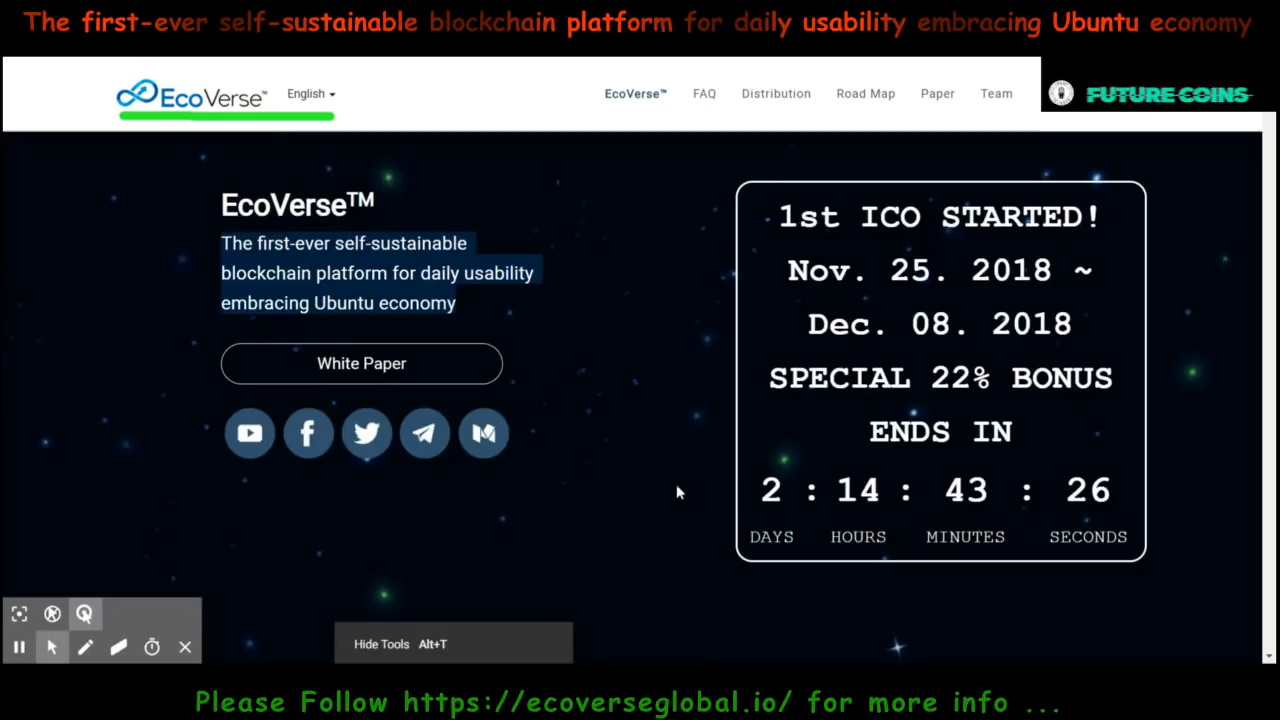 The first-ever self-sustainable blockchain platform for daily usability embracing Ubuntu economy
EcoVerse™ English EcoVerse™ FAQ Distribution Road Map Paper Team FUTURE COINS
EcoVerse™
The first-ever self-sustainable
blockchain platform for daily usability
embracing Ubuntu economy
White Paper
1st ICO STARTED!
Nov. 25. 2018 ~
Dec. 08. 2018
SPECIAL 22% BONUS
ENDS IN
2 : 14 : 43 : 26
DAYS HOURS MINUTES SECONDS
Hide Tools Alt+T
Please Follow https://ecoverseglobal.io/ for more info ...